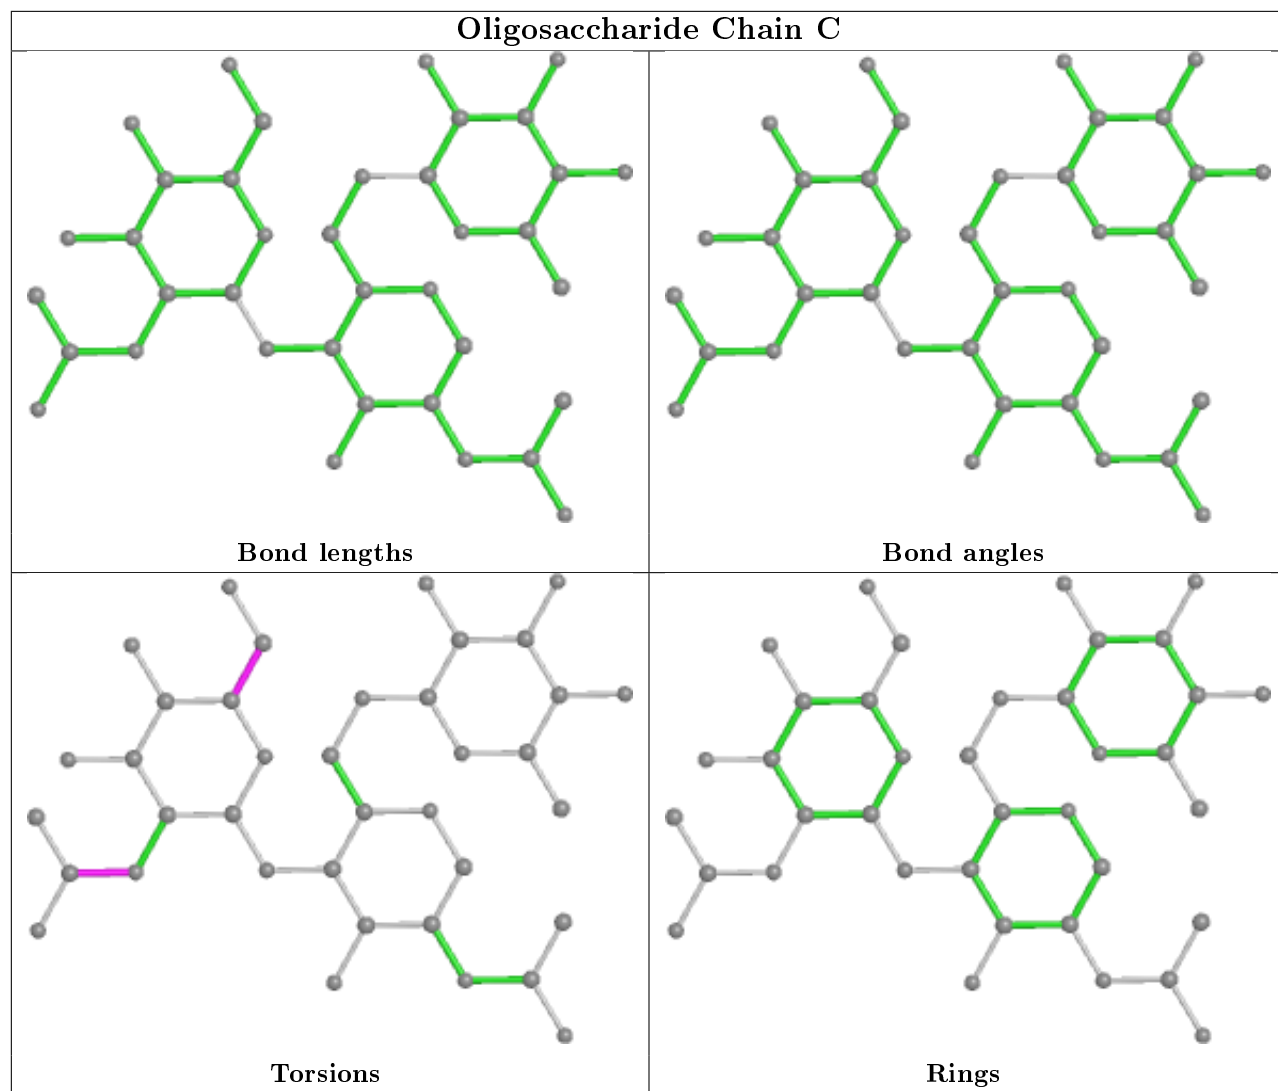 Oligosaccharide Chain C
Bond lengths
Bond angles
Torsions
Rings